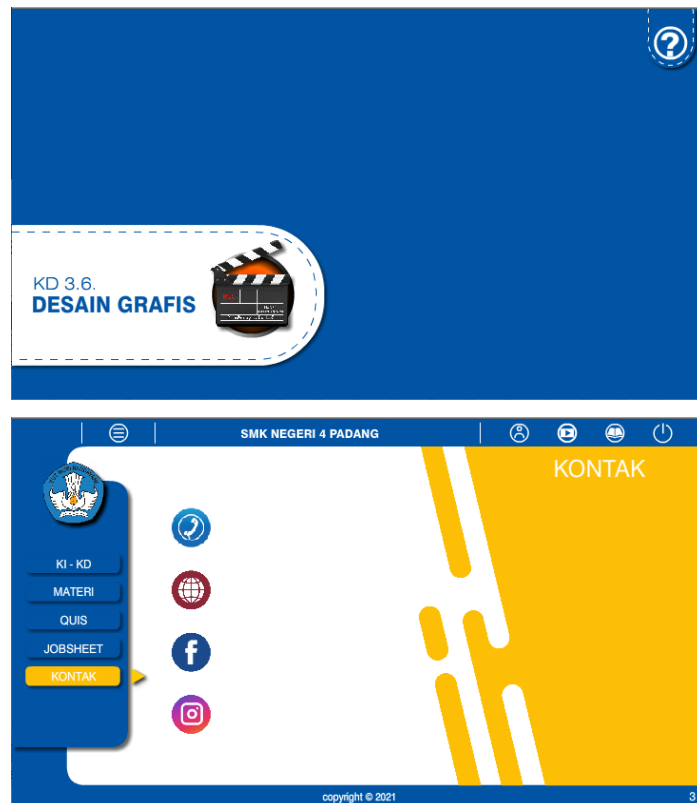 KD 3.6.
DESAIN GRAFIS
SMK NEGERI 4 PADANG
KONTAK
KI - KD
MATERI
QUIS
JOBSHEET
KONTAK
copyright © 2021
3